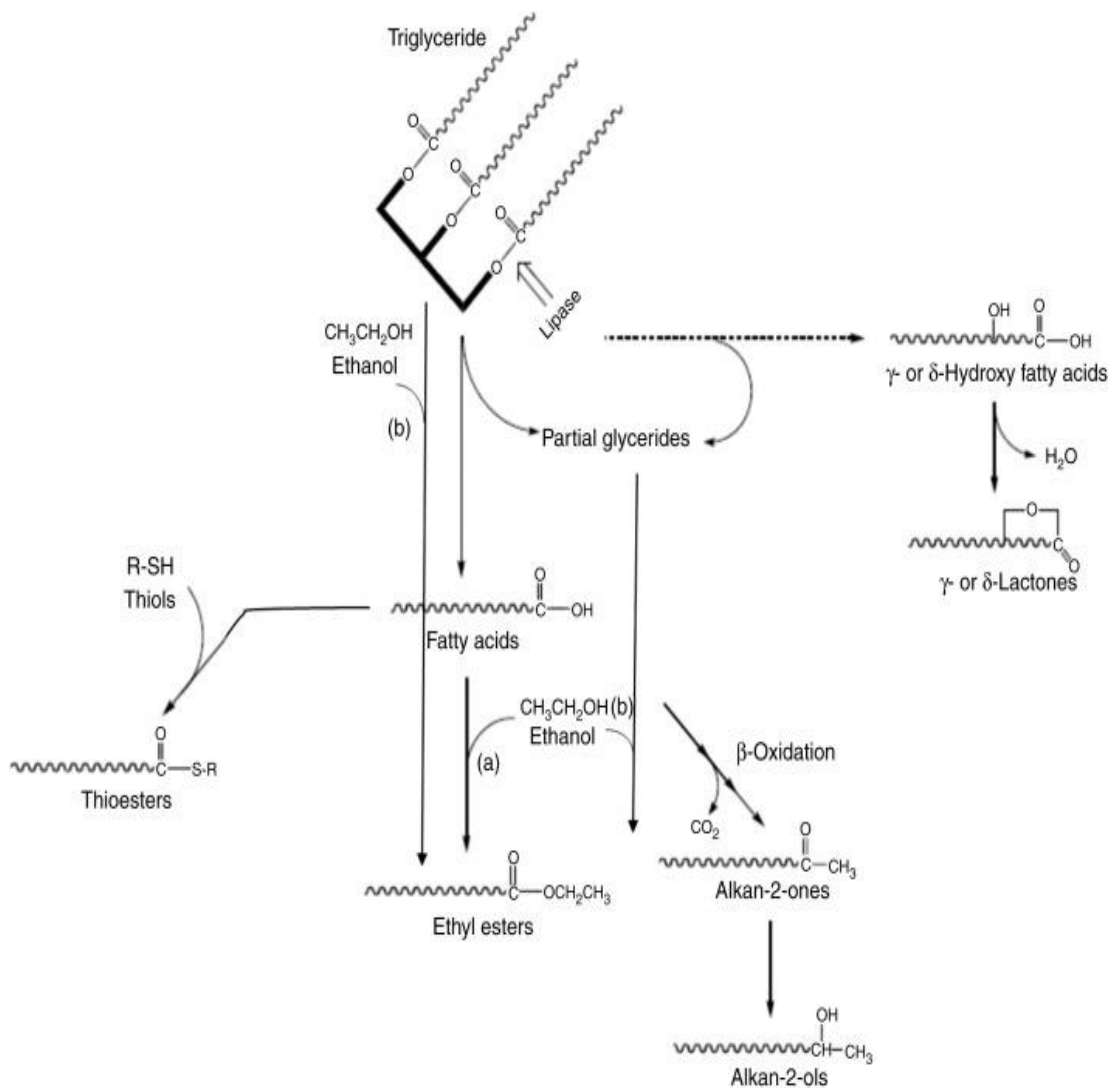 Triglyceride
O
C
O
O
C
O
O
C
O
Lipase
CH₃CH₂OH
Ethanol
(b)
Partial glycerides
OH
O
C
OH
γ- or δ-Hydroxy fatty acids
H₂O
O
C
O
γ- or δ-Lactones
R-SH
Thiols
O
C—OH
Fatty acids
CH₃CH₂OH (b)
Ethanol
(a)
β-Oxidation
CO₂
O
C—S-R
Thioesters
O
C—OCH₂CH₃
Ethyl esters
O
C—CH₃
Alkan-2-ones
OH
CH—CH₃
Alkan-2-ols